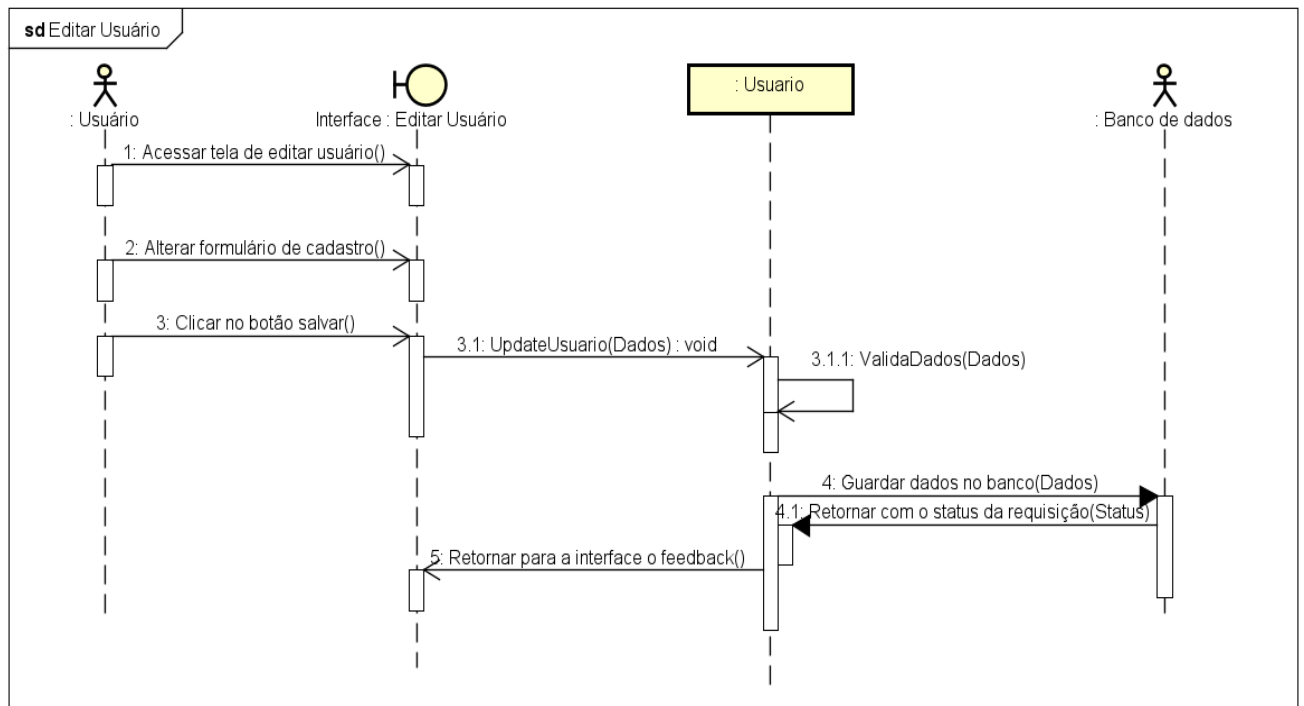 sd Editar Usuário
: Usuário
Interface : Editar Usuário
: Usuario
: Banco de dados
1: Acessar tela de editar usuário()
2: Alterar formulário de cadastro()
3: Clicar no botão salvar()
3.1: UpdateUsuario(Dados) : void
3.1.1: ValidaDados(Dados)
4: Guardar dados no banco(Dados)
4.1: Retornar com o status da requisição(Status)
5: Retornar para a interface o feedback()